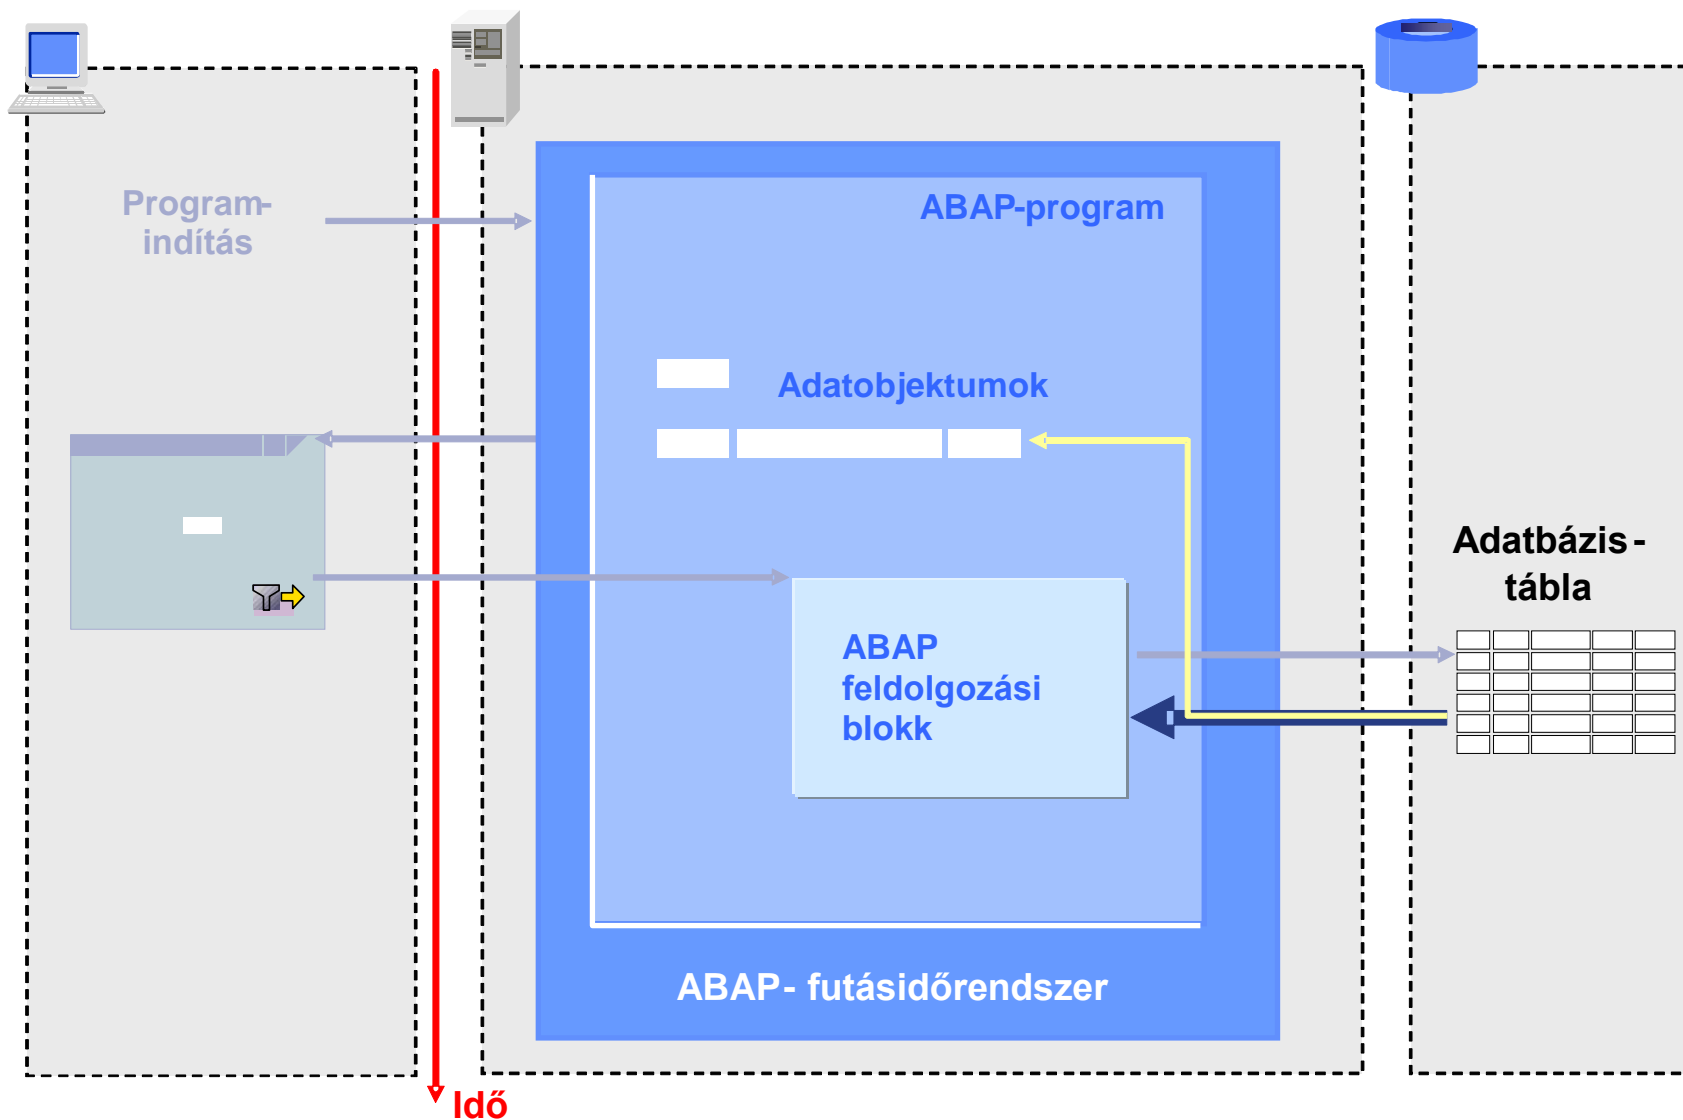 Program-
indítás
ABAP-program
Adatobjektumok
Adatbázis-
tábla
ABAP
feldolgozási
blokk
ABAP- futásidőrendszer
Idő